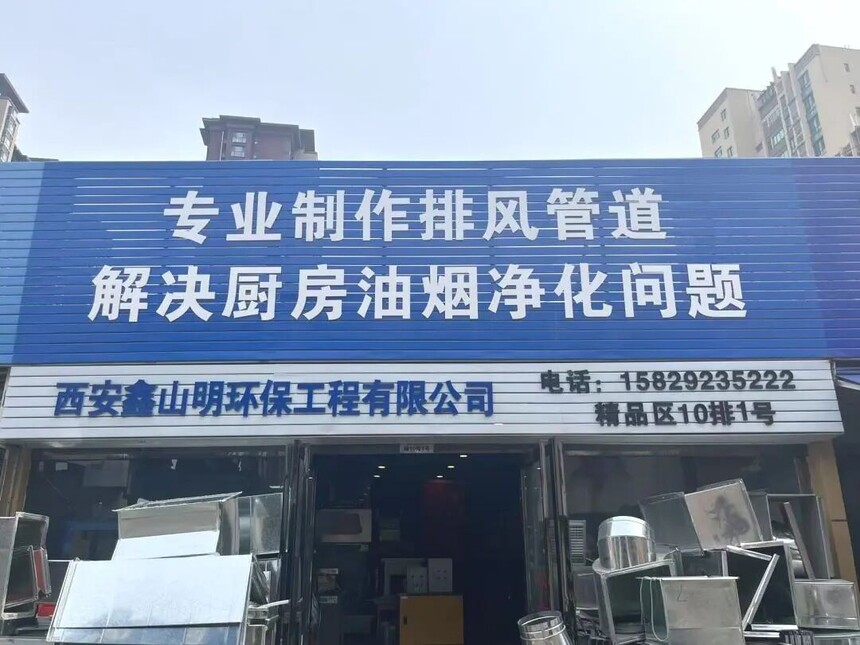 专业制作排风管道
解决厨房油烟净化问题
西安鑫山明环保工程有限公司
电话：15829235222
精品区10排1号